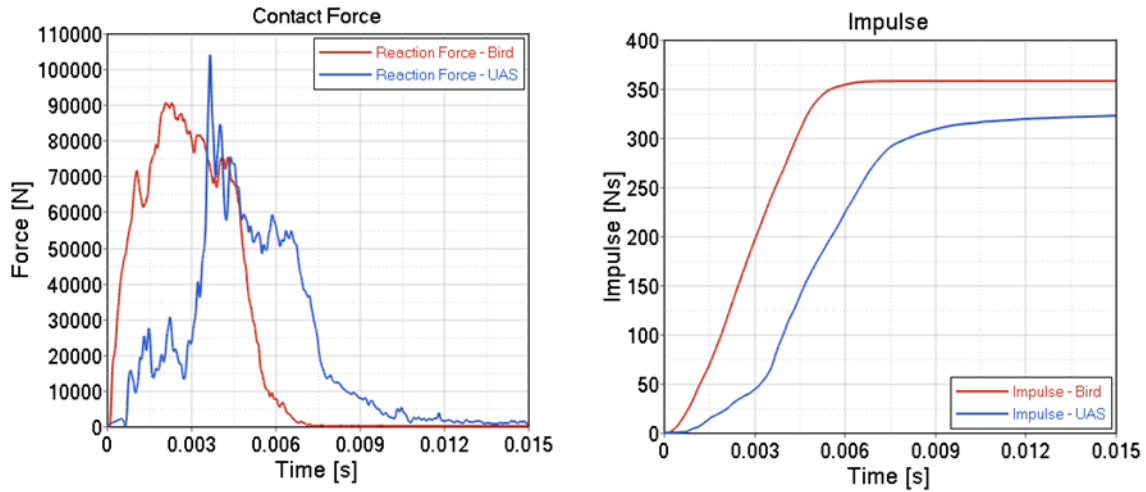 Contact Force
110000
100000
90000
80000
70000
60000
50000
40000
30000
20000
10000
0
Force [N]
Reaction Force - Bird
Reaction Force - UAS
0 0.003 0.006 0.009 0.012 0.015
Time [s]
Impulse
400
350
300
250
200
150
100
50
0
Impulse [Ns]
Impulse - Bird
Impulse - UAS
0 0.003 0.006 0.009 0.012 0.015
Time [s]